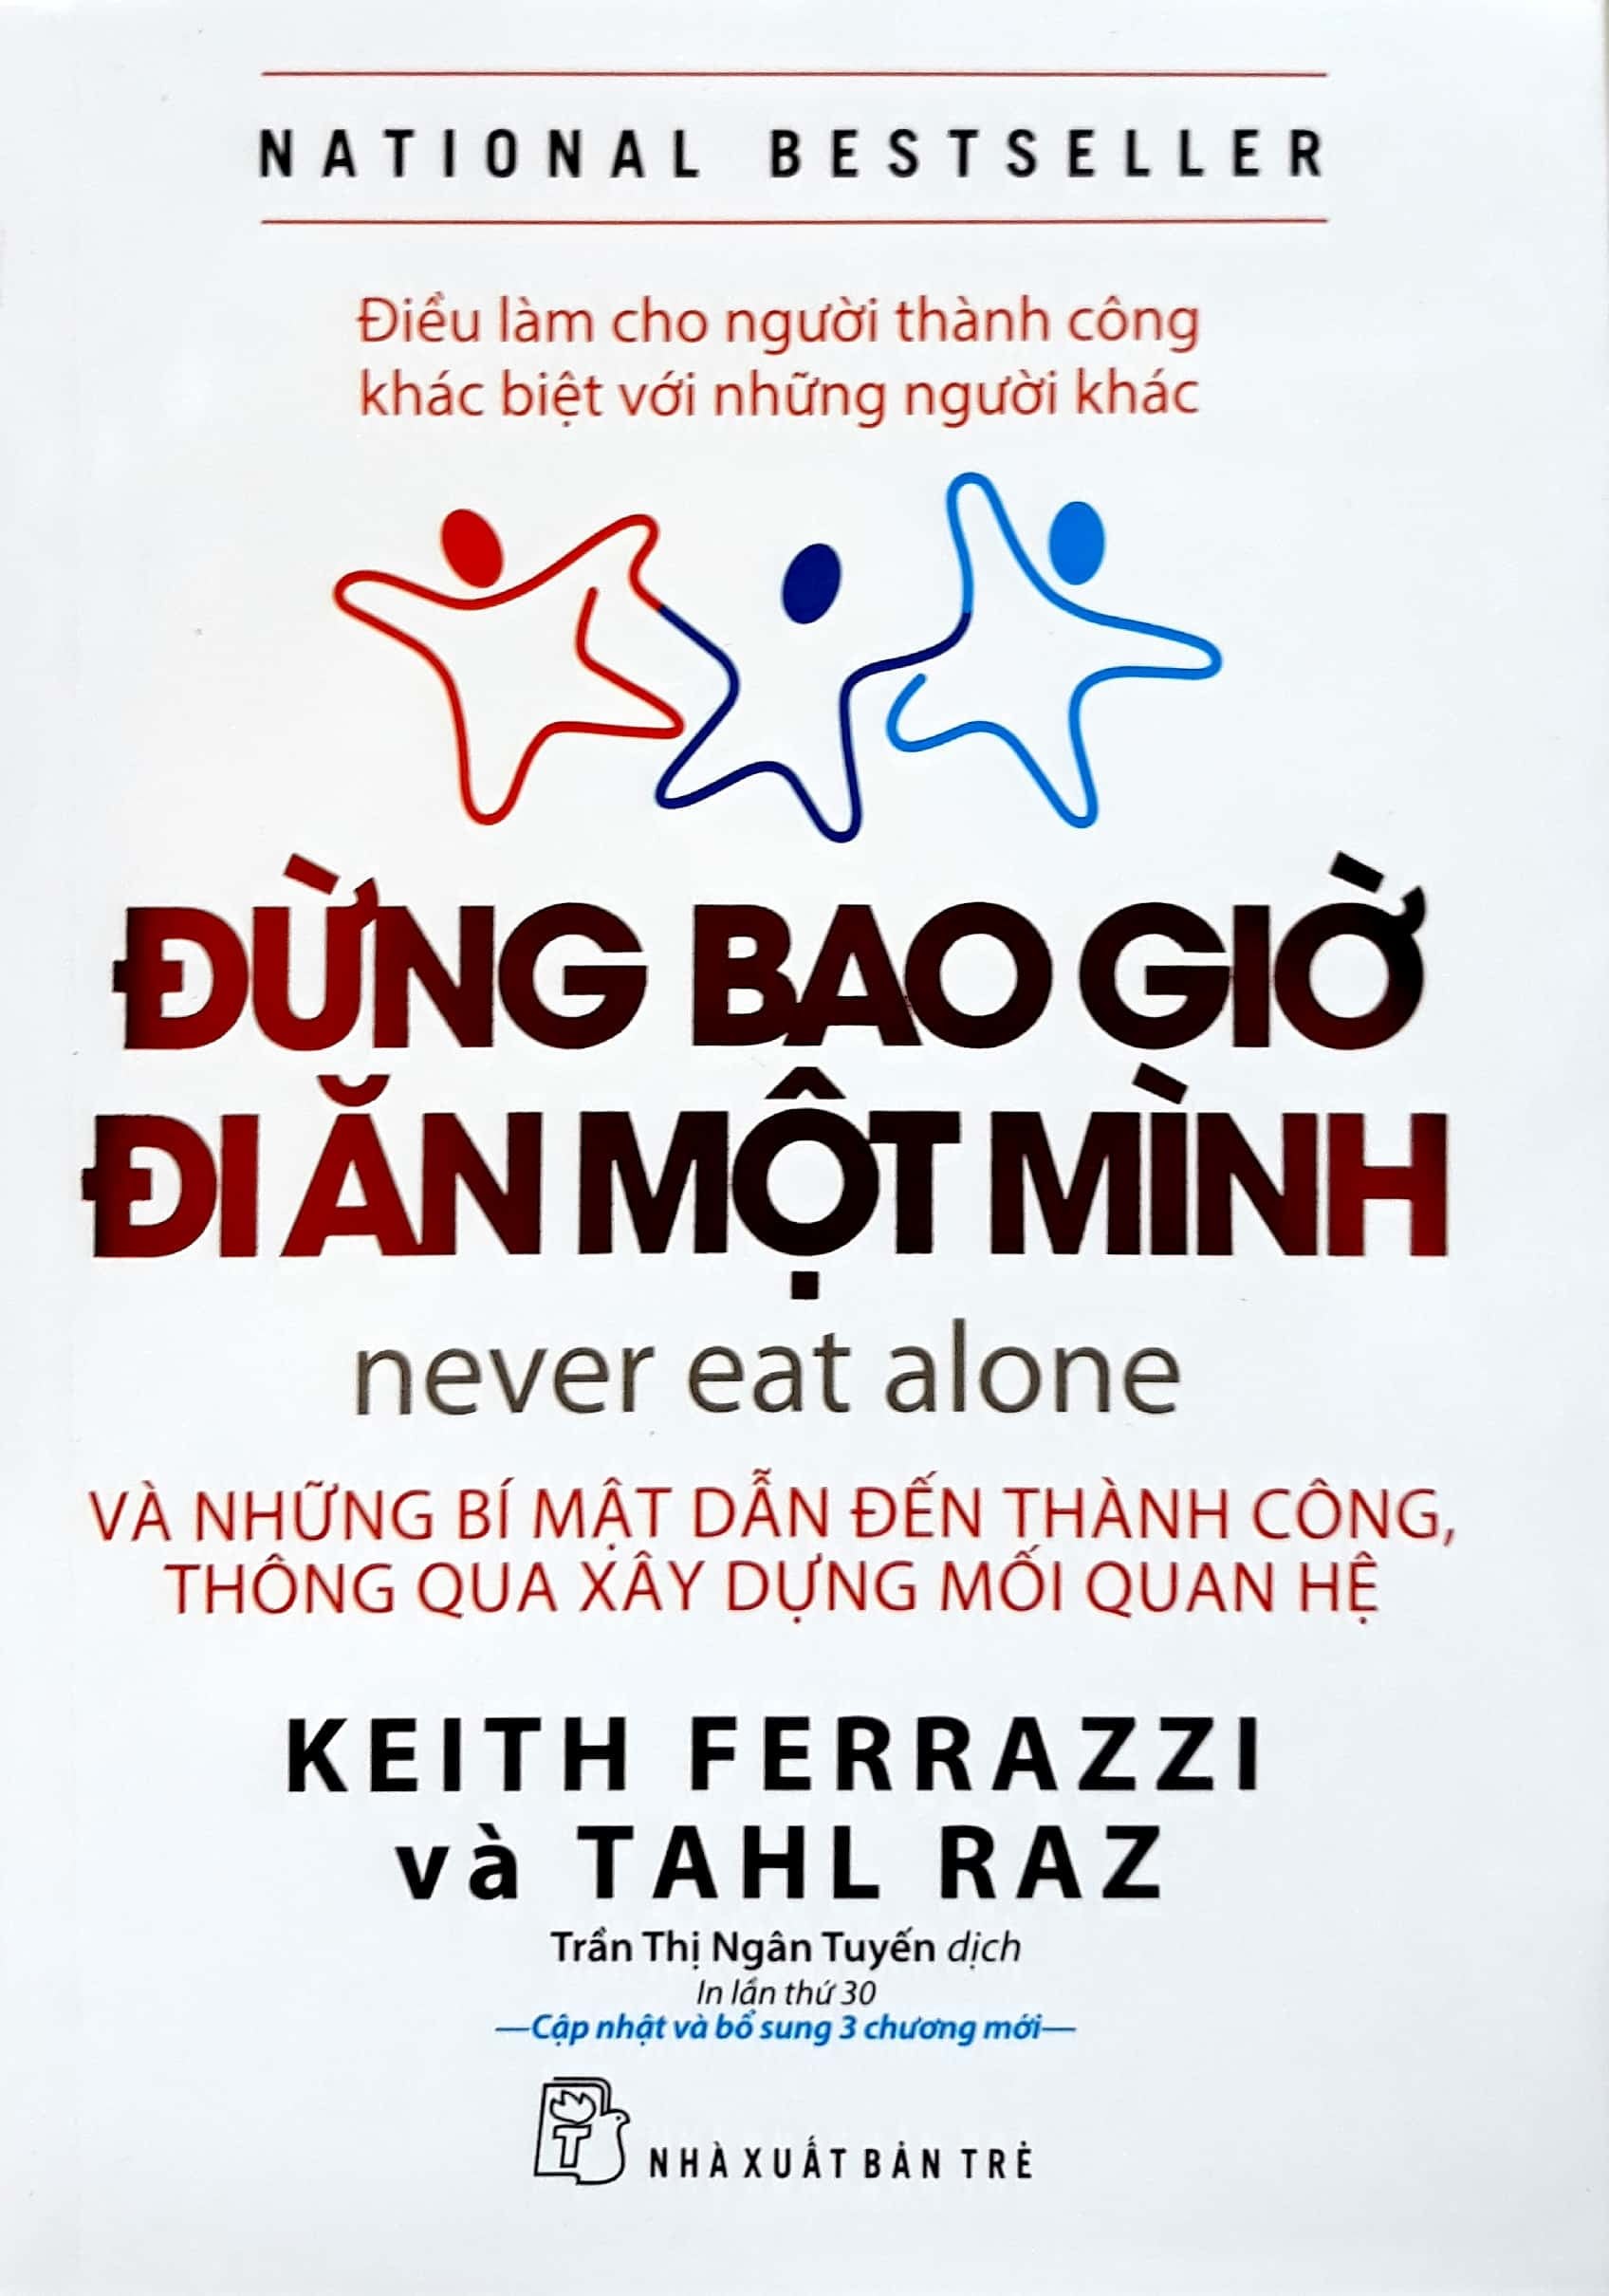 NATIONAL BESTSELLER
Điều làm cho người thành công
khác biệt với những người khác
ĐỪNG BAO GIỜ
ĐI ĂN MỘT MÌNH
never eat alone
VÀ NHỮNG BÍ MẬT DẪN ĐẾN THÀNH CÔNG,
THÔNG QUA XÂY DỰNG MỐI QUAN HỆ
KEITH FERRAZZI
và TAHL RAZ
Trần Thị Ngân Tuyến dịch
In lần thứ 30
—Cập nhật và bổ sung 3 chương mới—
T
NHÀ XUẤT BẢN TRẺ